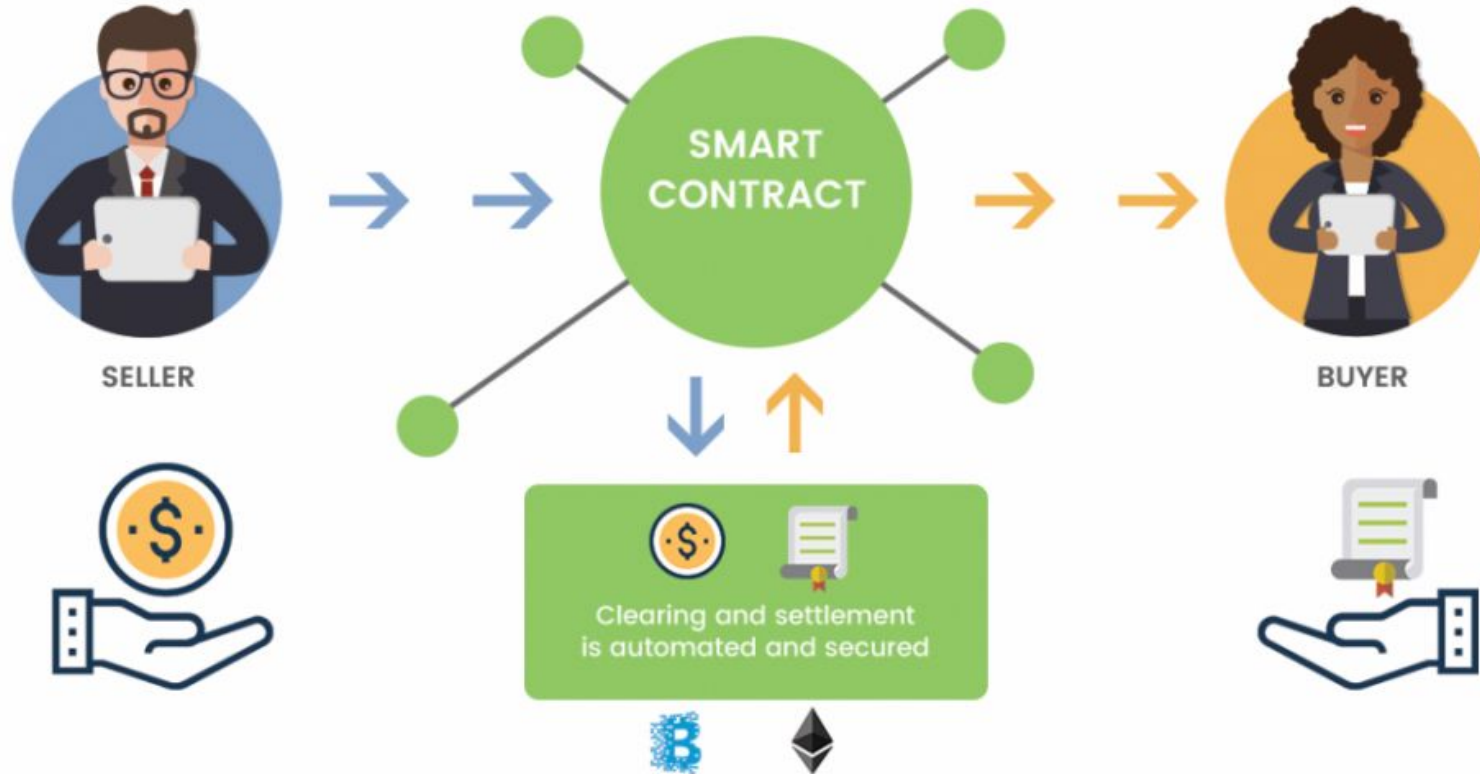 SMART
CONTRACT
SELLER
BUYER
$
$
Clearing and settlement
is automated and secured
B